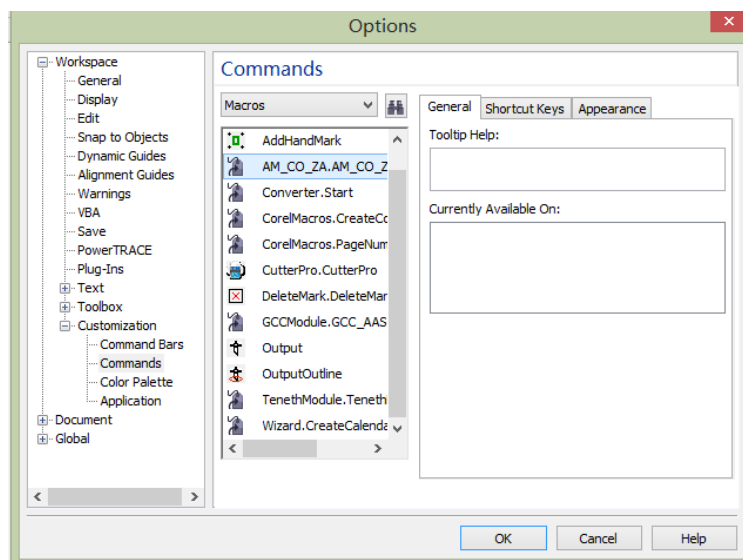 Options
Workspace
General
Display
Edit
Snap to Objects
Dynamic Guides
Alignment Guides
Warnings
VBA
Save
PowerTRACE
Plug-Ins
Text
Toolbox
Customization
Command Bars
Commands
Color Palette
Application
Document
Global
Commands
Macros
AddHandMark
AM_CO_ZA.AM_CO_Z
Converter.Start
CorelMacros.CreateCo
CorelMacros.PageNum
CutterPro.CutterPro
DeleteMark.DeleteMar
GCCModule.GCC_AAS
Output
OutputOutline
TenethModule.Teneth
Wizard.CreateCalenda
General Shortcut Keys Appearance
Tooltip Help:
Currently Available On:
OK Cancel Help